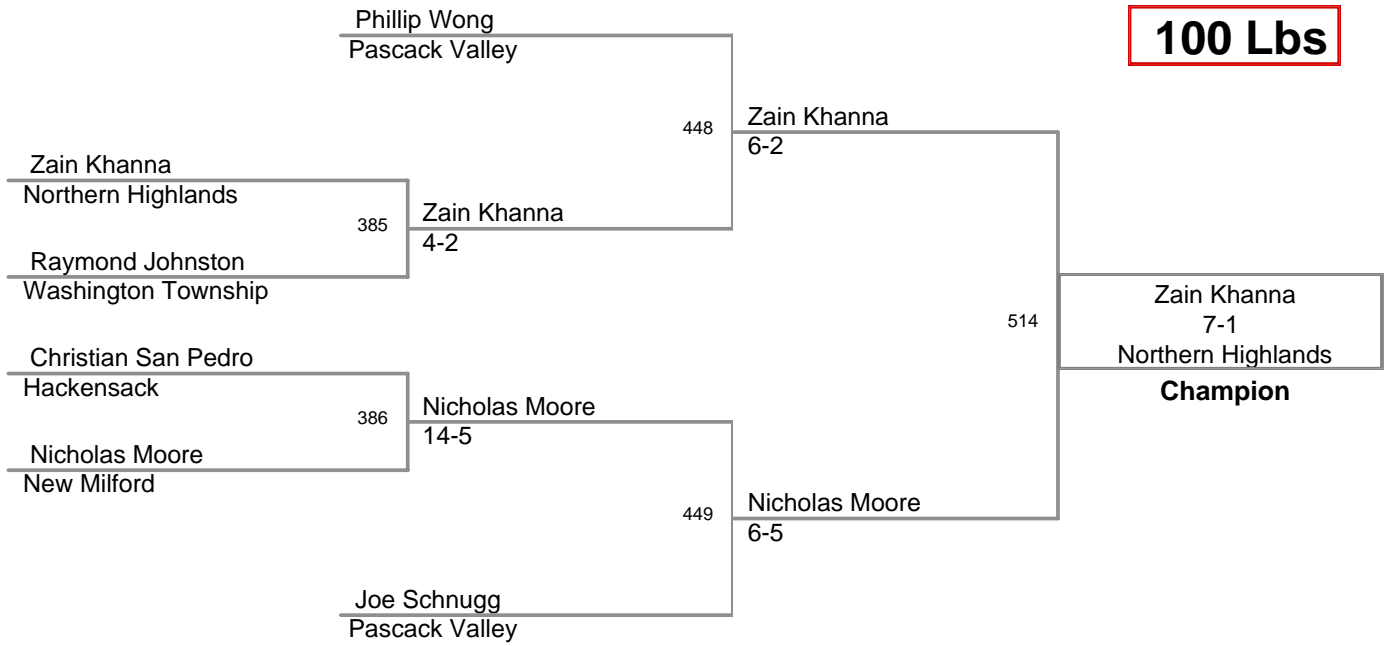 Phillip Wong
Pascack Valley
100 Lbs
448
Zain Khanna
6-2
Zain Khanna
Northern Highlands
385
Zain Khanna
4-2
Raymond Johnston
Washington Township
514
Zain Khanna
7-1
Northern Highlands
Champion
Christian San Pedro
Hackensack
386
Nicholas Moore
14-5
Nicholas Moore
New Milford
449
Nicholas Moore
6-5
Joe Schnugg
Pascack Valley